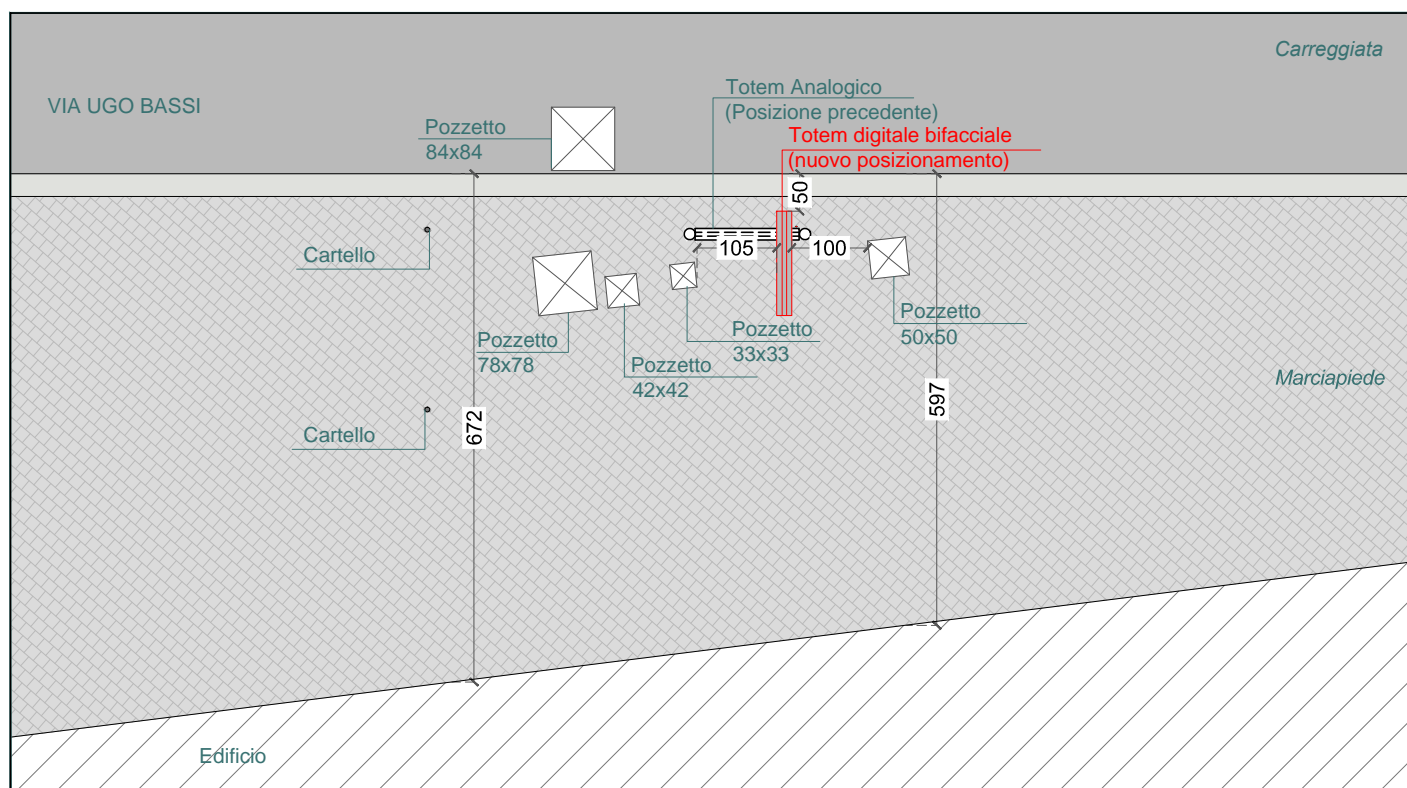 Carreggiata
VIA UGO BASSI
Totem Analogico
(Posizione precedente)
Pozzetto
84x84
Totem digitale bifacciale
(nuovo posizionamento)
50
Cartello
105
100
Pozzetto
50x50
Pozzetto
33x33
Pozzetto
78x78
Pozzetto
42x42
Marciapiede
597
672
Cartello
Edificio